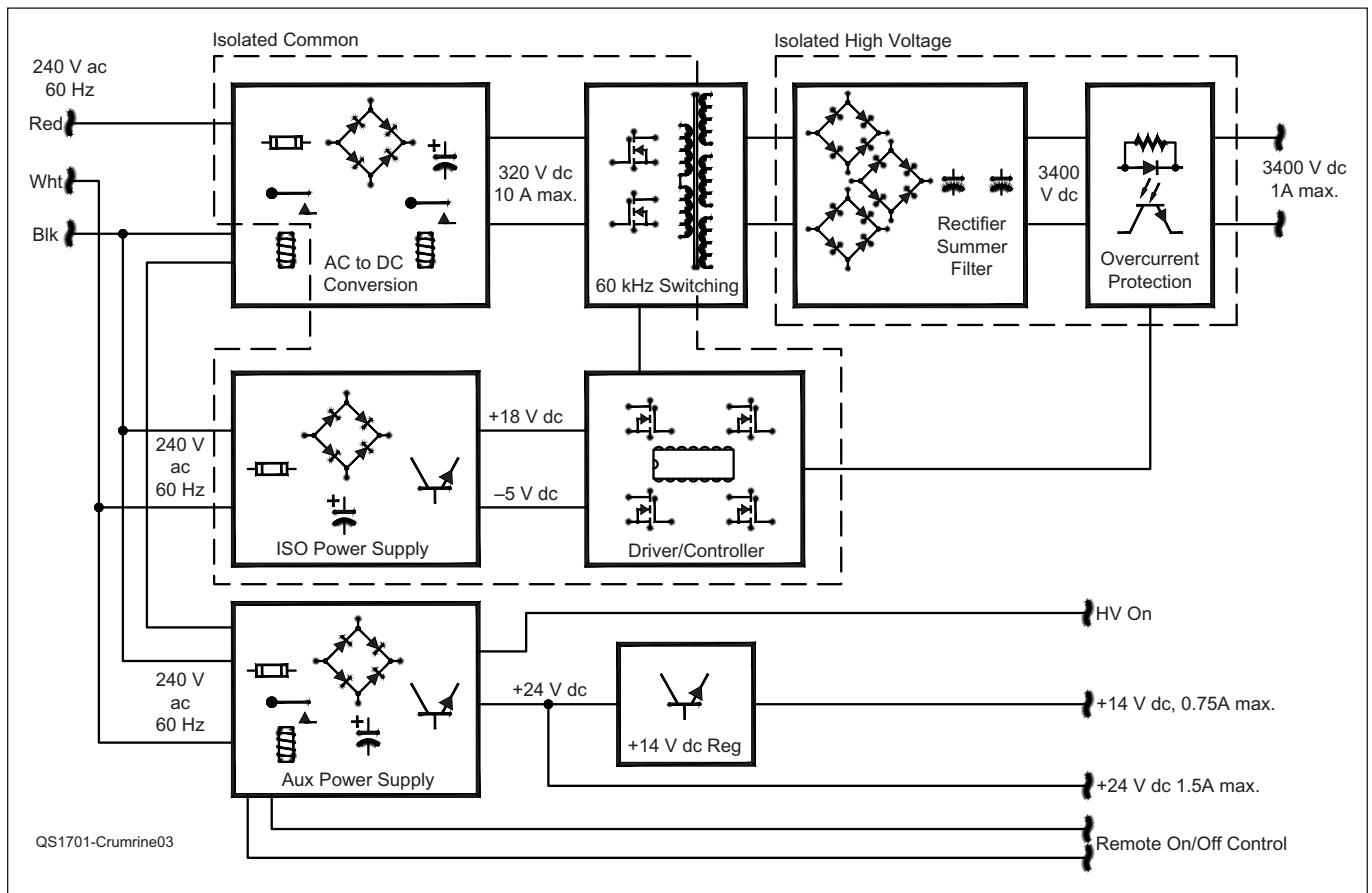 Isolated Common
Isolated High Voltage
240 V ac
60 Hz
Red
Wht
Blk
AC to DC
Conversion
320 V dc
10 A max.
60 kHz Switching
Rectifier
Summer
Filter
3400
V dc
Overcurrent
Protection
3400 V dc
1A max.
240 V
ac
60 Hz
ISO Power Supply
+18 V dc
–5 V dc
Driver/Controller
240 V
ac
60 Hz
Aux Power Supply
+24 V dc
+14 V dc Reg
HV On
+14 V dc, 0.75A max.
+24 V dc 1.5A max.
Remote On/Off Control
QS1701-Crumrine03